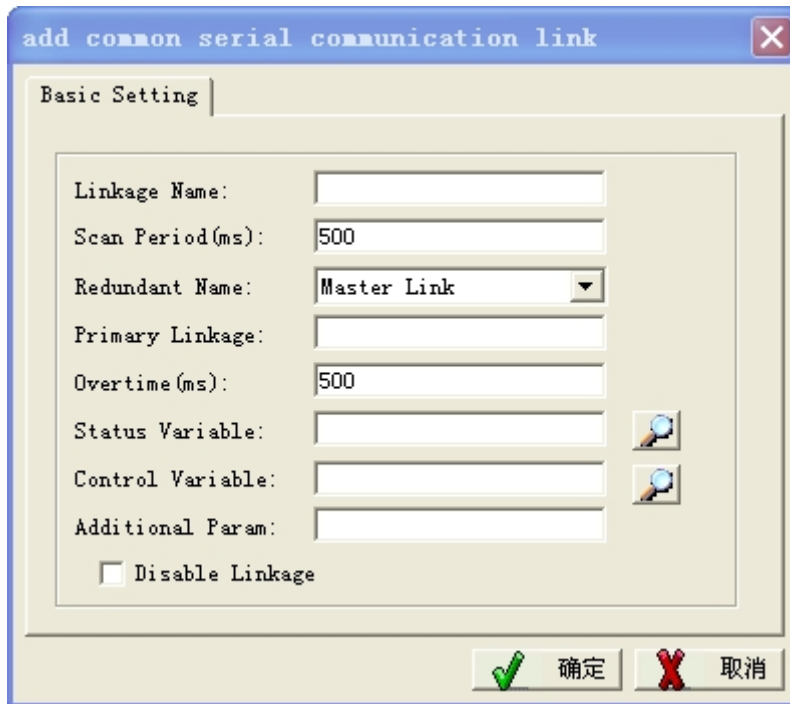 add common serial communication link
Basic Setting
Linkage Name:
Scan Period(ms): 500
Redundant Name: Master Link
Primary Linkage:
Overtime(ms): 500
Status Variable:
Control Variable:
Additional Param:
Disable Linkage
确定 取消